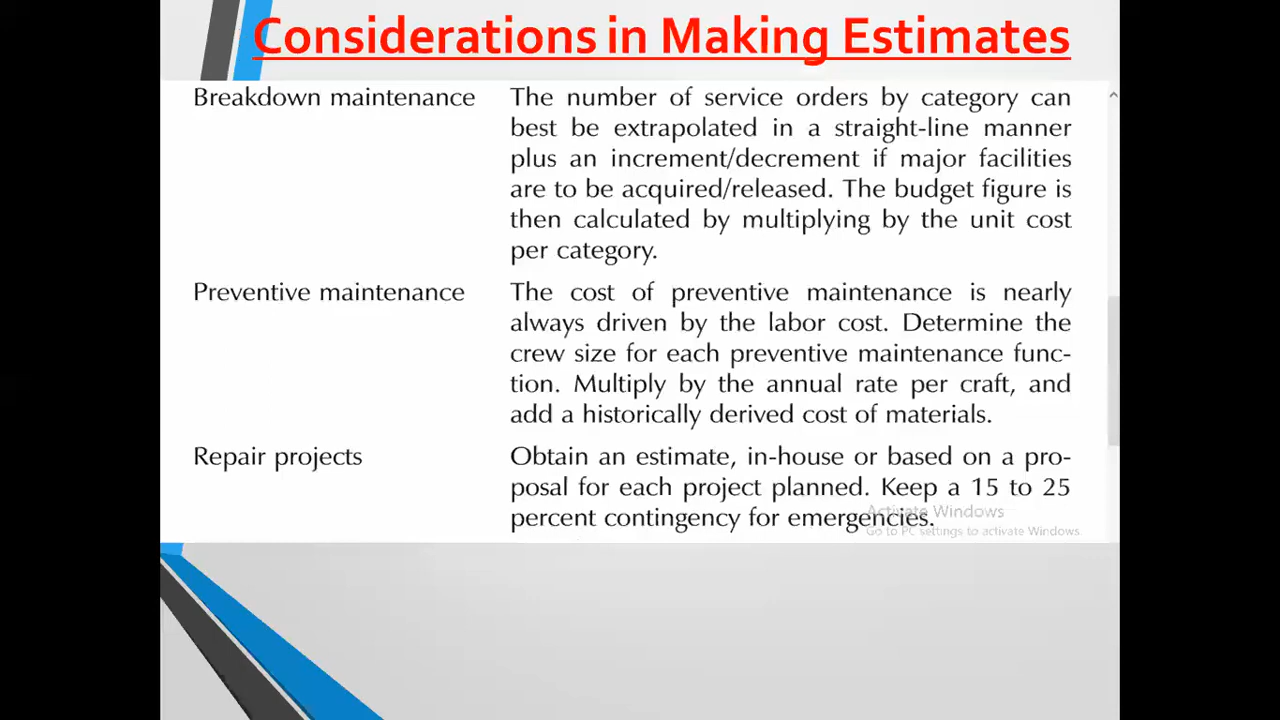 Considerations in Making Estimates
Breakdown maintenance
The number of service orders by category can
best be extrapolated in a straight-line manner
plus an increment/decrement if major facilities
are to be acquired/released. The budget figure is
then calculated by multiplying by the unit cost
per category.
Preventive maintenance
The cost of preventive maintenance is nearly
always driven by the labor cost. Determine the
crew size for each preventive maintenance func-
tion. Multiply by the annual rate per craft, and
add a historically derived cost of materials.
Repair projects
Obtain an estimate, in-house or based on a pro-
posal for each project planned. Keep a 15 to 25
percent contingency for emergencies.
Activate Windows
Go to PC settings to activate Windows.